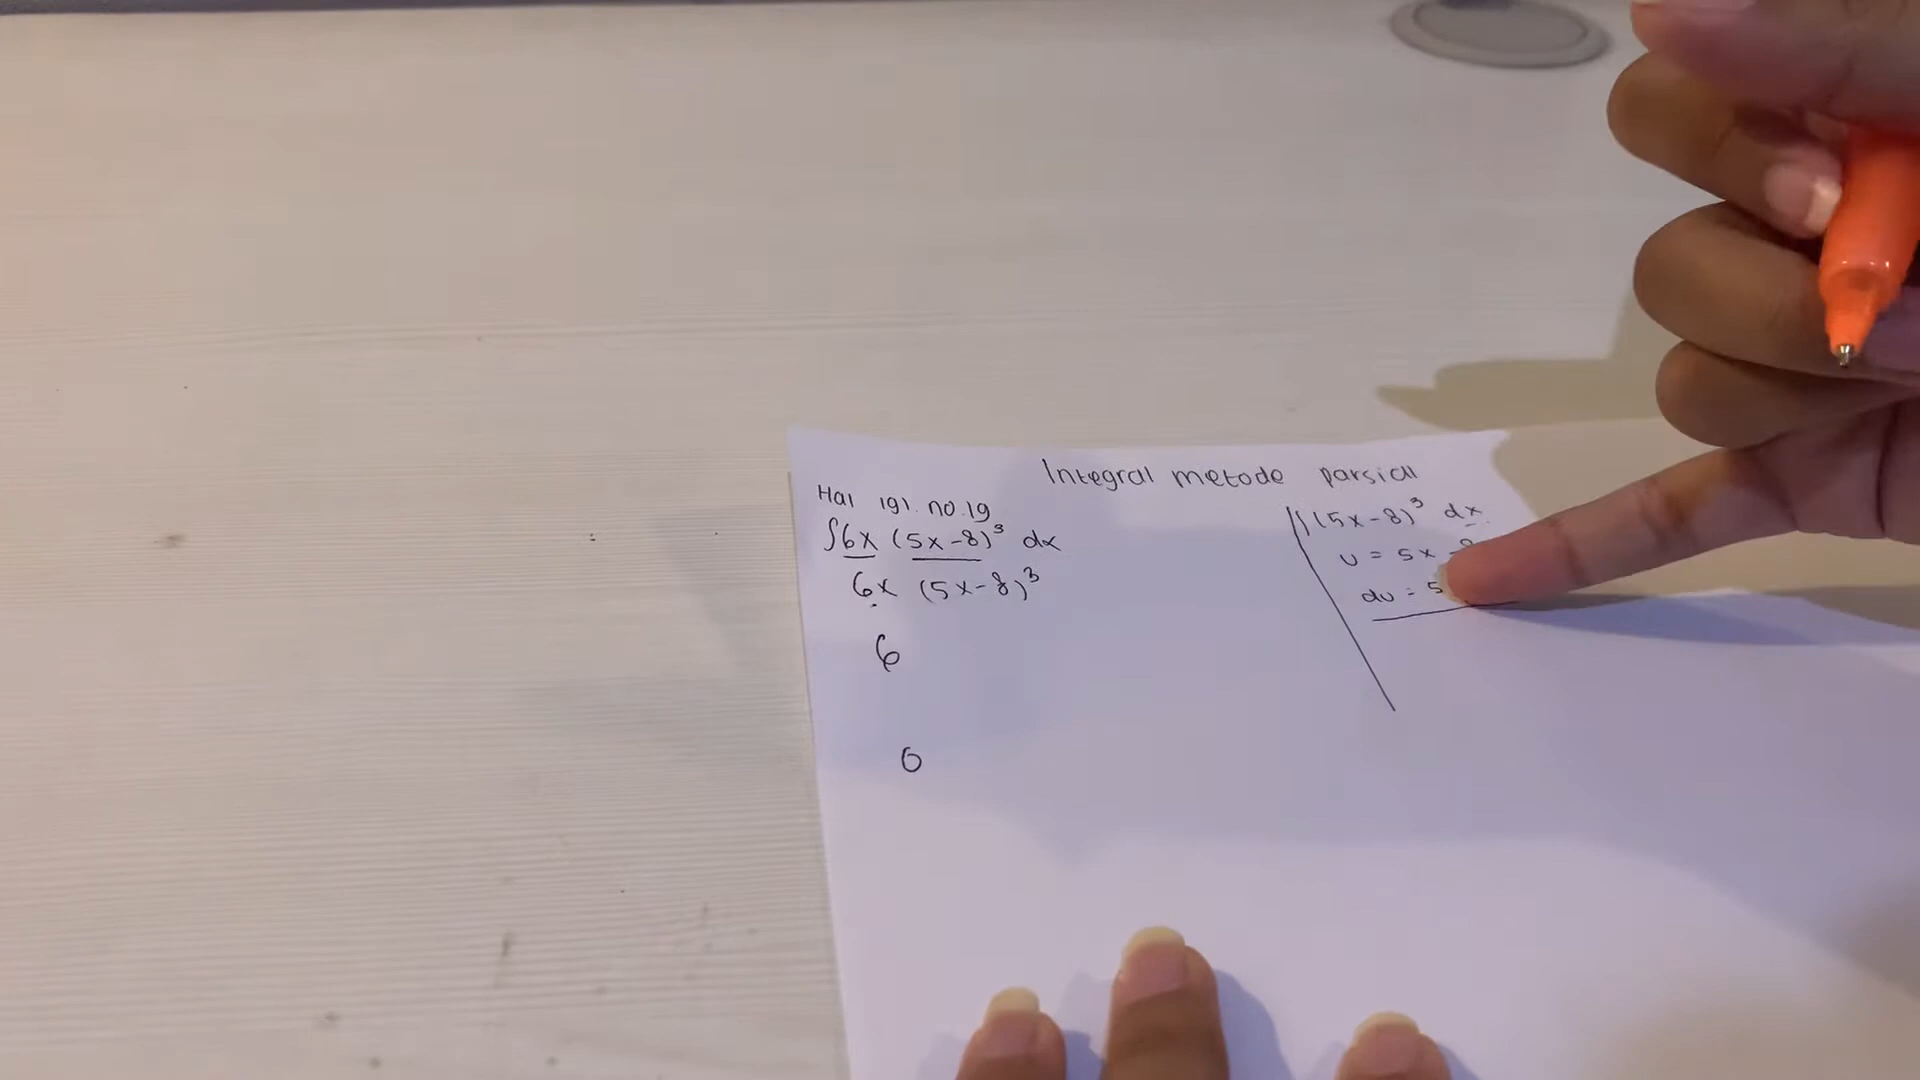 Integral metode parsial
Hal 191. no.19
∫6x (5x-8)³ dx
6x (5x-8)³
6
0
∫(5x-8)³ dx
u = 5x
du = 5